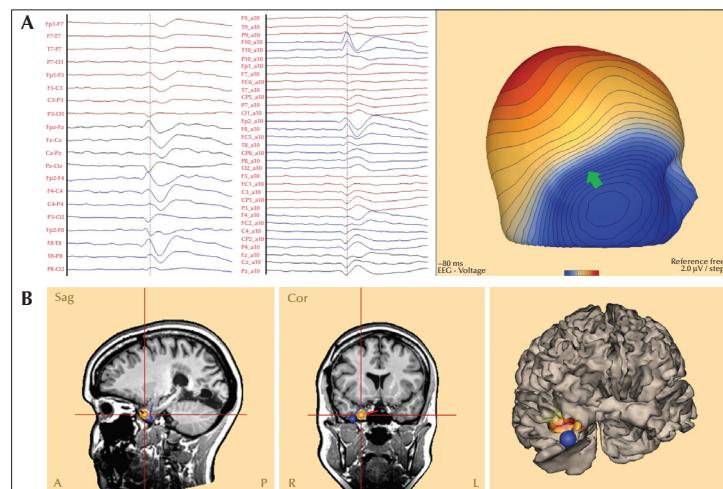 A
Fp1-F7
F7-T7
T7-P7
P7-O1
Fp1-F3
F3-C3
C3-P3
P3-O1
Fpz-Fz
Fz-Cz
Cz-Pz
Pz-Oz
Fp2-F4
F4-C4
C4-P4
P3-O2
Fp2-F8
F8-T8
T8-P8
P8-O2
F9_a10
T9_a10
P9_a10
F10_a10
T10_a10
P10_a10
Fp1_a10
F7_a10
FC6_a10
T7_a10
CP5_a10
P7_a10
O1_a10
Fp2_a10
F8_a10
FC5_a10
T8_a10
CP6_a10
P8_a10
O2_a10
F3_a10
FC1_a10
C3_a10
CP1_a10
P3_a10
F4_a10
FC2_a10
C4_a10
CP2_a10
P4_a10
Fz_a10
Cz_a10
Pz_a10
−80 ms
EEG - Voltage
Reference free
2.0 µV / step
B
Sag
A P
Cor
R L